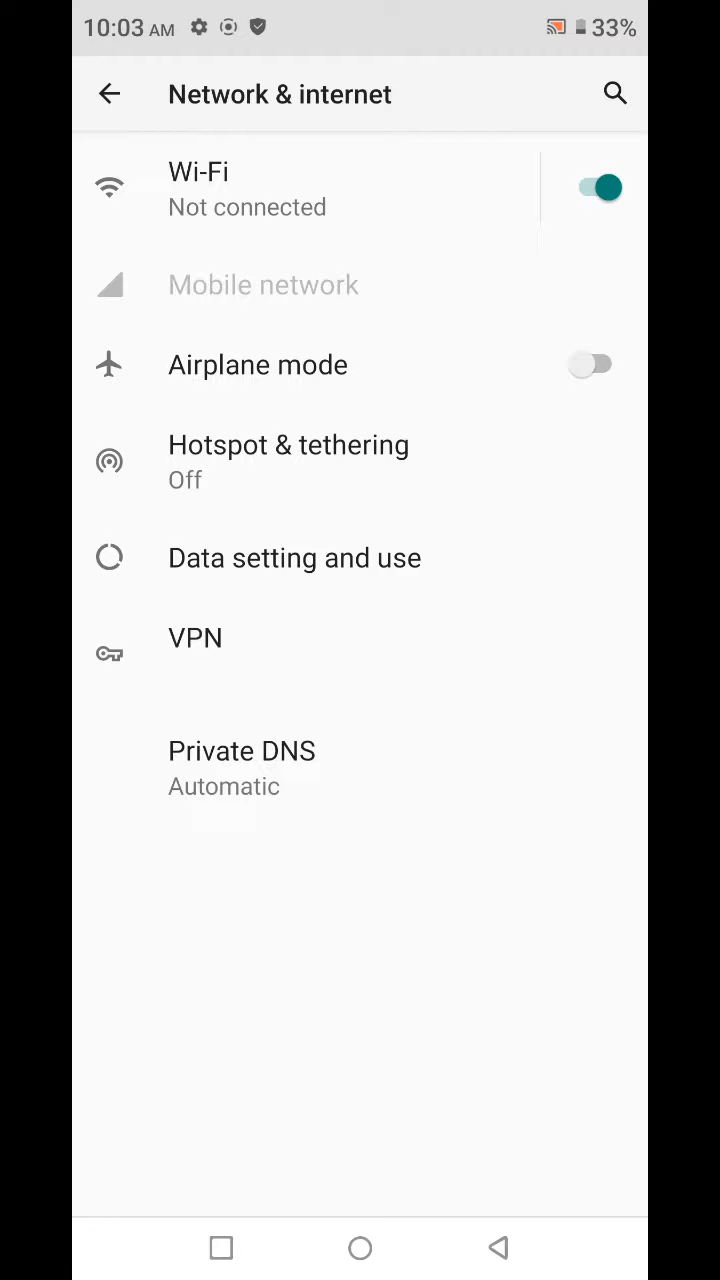 10:03 AM 33%
Network & internet
Wi-Fi
Not connected
Mobile network
Airplane mode
Hotspot & tethering
Off
Data setting and use
VPN
Private DNS
Automatic